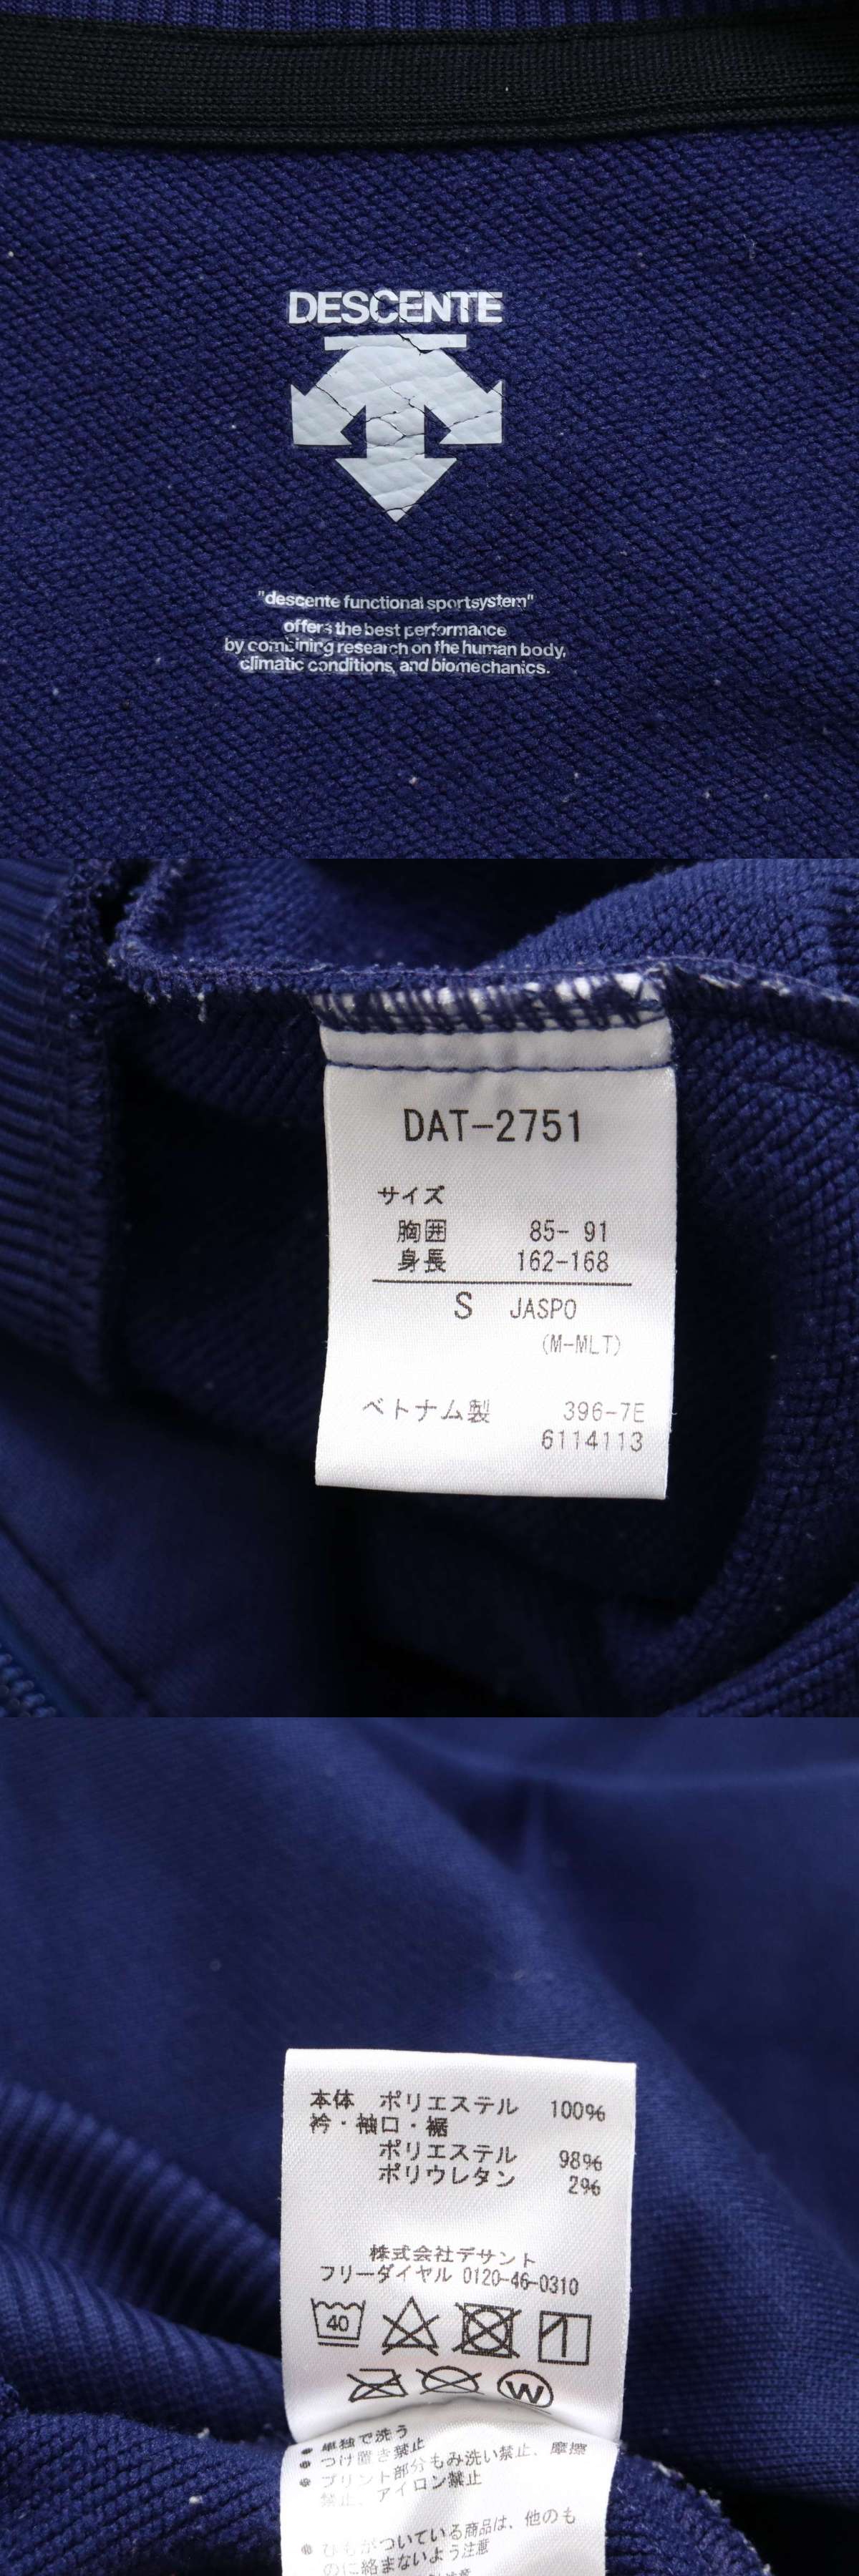 DESCENTE
"descente functional sportsystem"
offers the best performance
by combining research on the human body,
climatic conditions, and biomechanics.
DAT-2751
サイズ
胸囲 85- 91
身長 162-168
S JASPO
(M-MLT)
ベトナム製 396-7E
6114113
本体 ポリエステル 100%
衿・袖口・裾
ポリエステル 98%
ポリウレタン 2%
株式会社デサント
フリーダイヤル 0120-46-0310
40
W
● 単独で洗う
● つけ置き禁止
● プリント部分もみ洗い禁止、摩擦
禁止、アイロン禁止
● ひもがついている商品は、他のも
のに絡まないよう注意